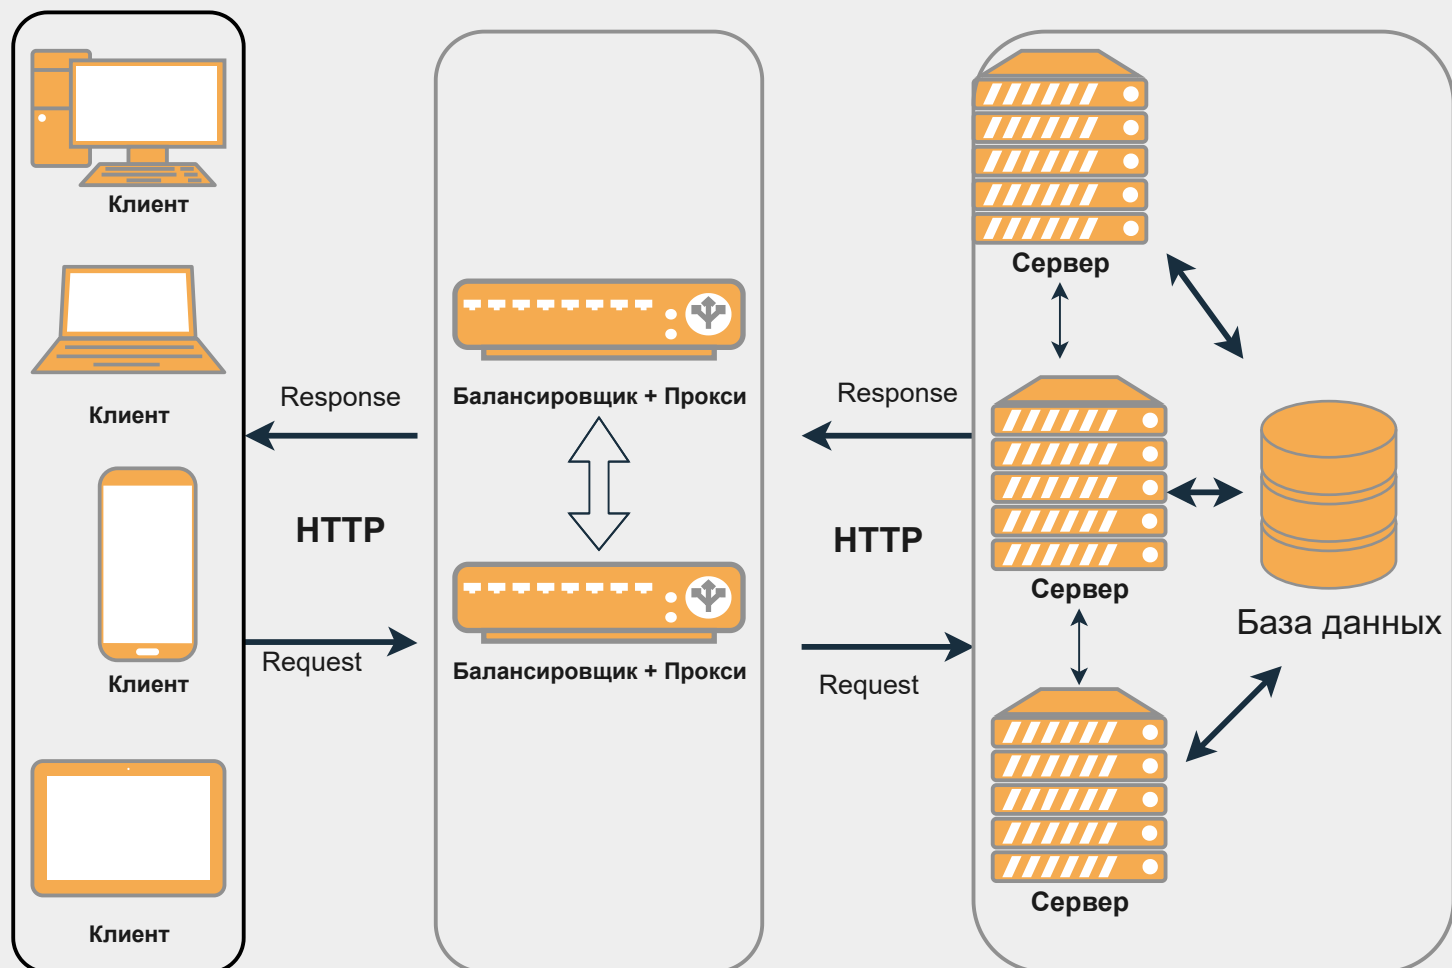 Клиент
Клиент
Клиент
Клиент
Response
HTTP
Request
Балансировщик + Прокси
Балансировщик + Прокси
Response
HTTP
Request
Сервер
Сервер
Сервер
База данных